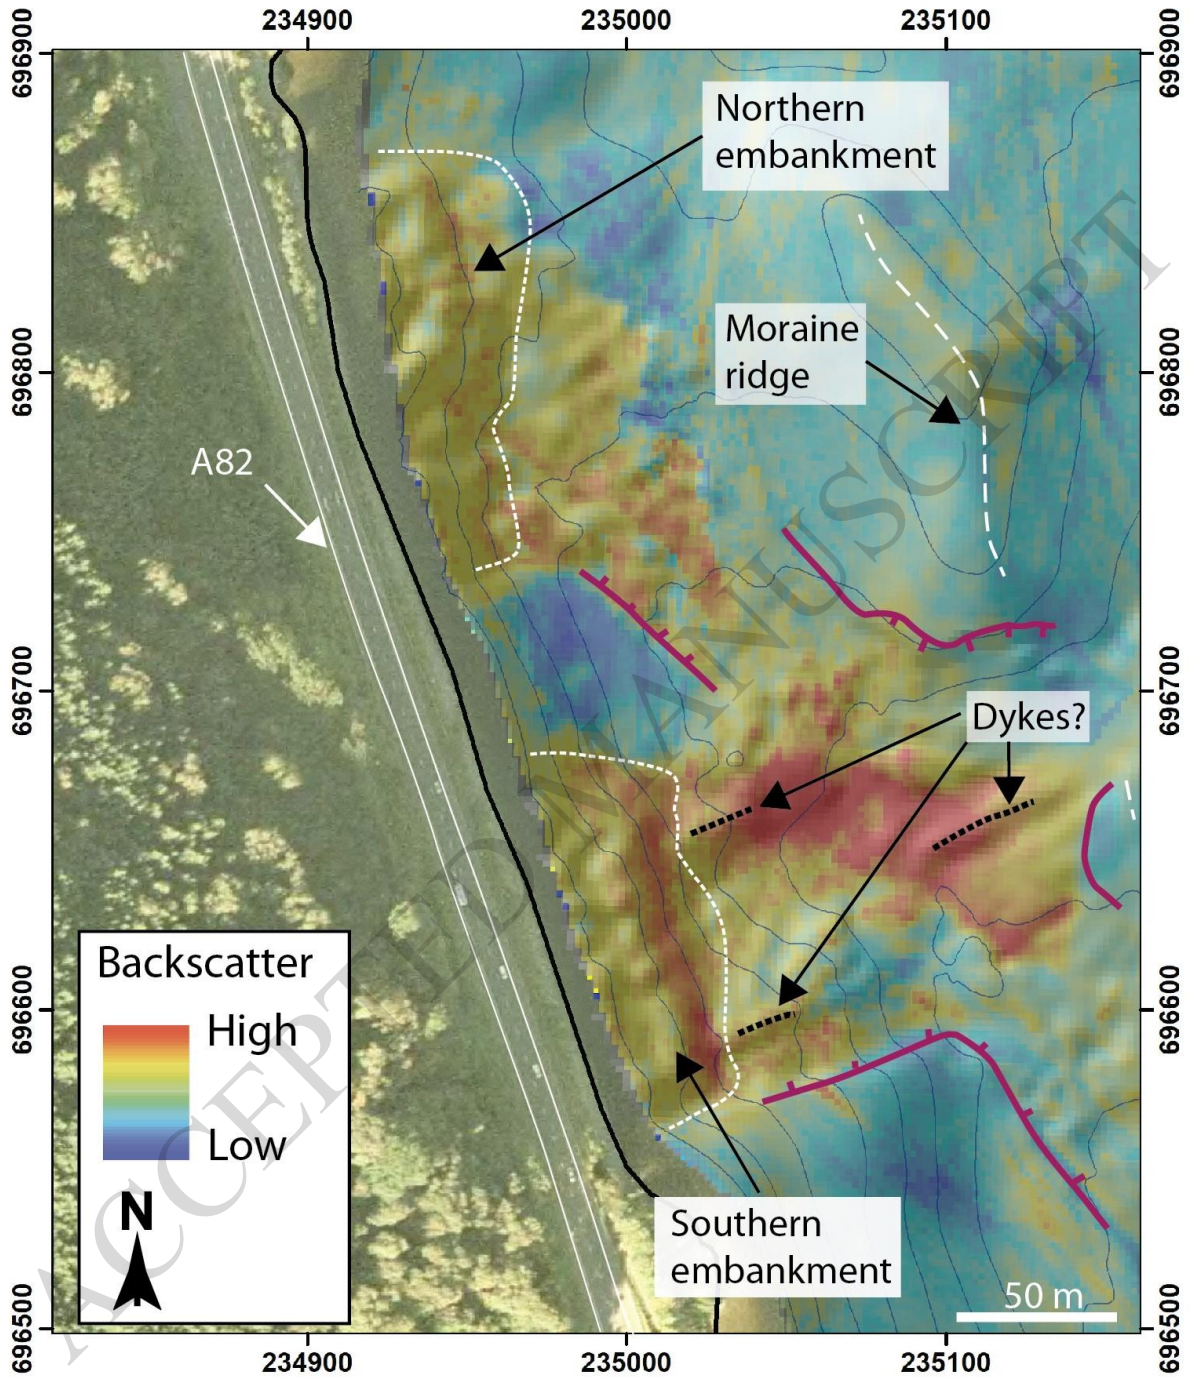 234900
235000
235100
696900
696900
Northern
embankment
Moraine
ridge
696800
696800
A82
696700
696700
Dykes?
696600
696600
Backscatter
High
Low
N
Southern
embankment
50 m
696500
696500
234900
235000
235100
ACCEPTED MANUSCRIPT